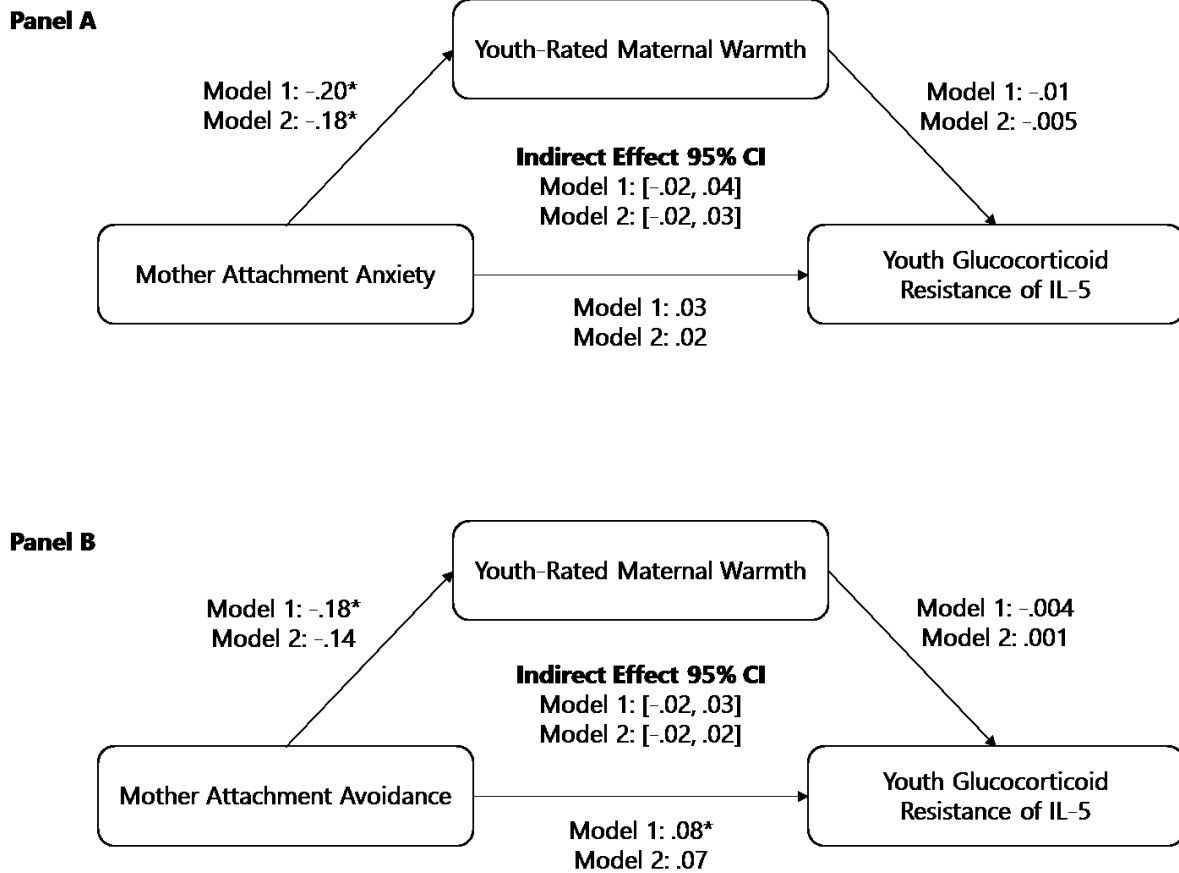 Panel A
Youth-Rated Maternal Warmth
Model 1: -.20*
Model 2: -.18*
Model 1: -.01
Model 2: -.005
Indirect Effect 95% CI
Model 1: [-.02, .04]
Model 2: [-.02, .03]
Mother Attachment Anxiety
Youth Glucocorticoid
Resistance of IL-5
Model 1: .03
Model 2: .02
Panel B
Youth-Rated Maternal Warmth
Model 1: -.18*
Model 2: -.14
Model 1: -.004
Model 2: .001
Indirect Effect 95% CI
Model 1: [-.02, .03]
Model 2: [-.02, .02]
Mother Attachment Avoidance
Youth Glucocorticoid
Resistance of IL-5
Model 1: .08*
Model 2: .07